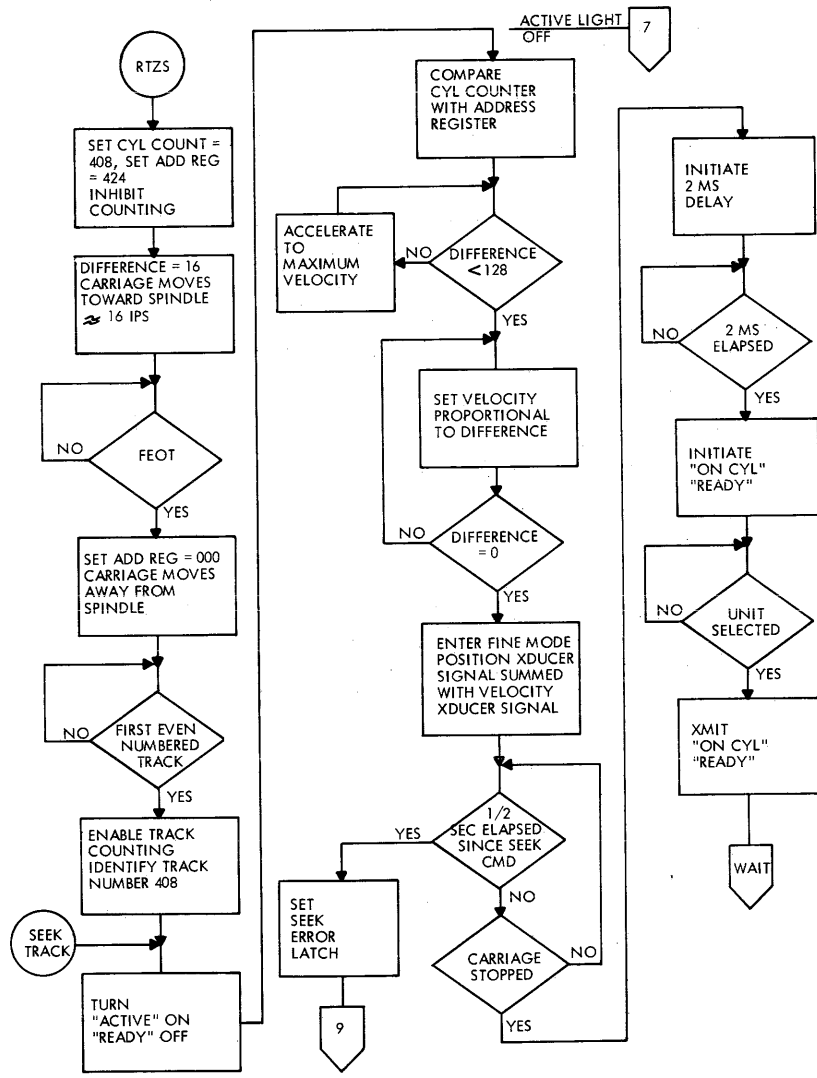 RTZS
SET CYL COUNT =
408, SET ADD REG
= 424
INHIBIT
COUNTING
DIFFERENCE = 16
CARRIAGE MOVES
TOWARD SPINDLE
≈ 16 IPS
NO
FEOT
YES
SET ADD REG = 000
CARRIAGE MOVES
AWAY FROM
SPINDLE
NO
FIRST EVEN
NUMBERED
TRACK
YES
ENABLE TRACK
COUNTING
IDENTIFY TRACK
NUMBER 408
SEEK
TRACK
TURN
"ACTIVE" ON
"READY" OFF
ACTIVE LIGHT
OFF
7
COMPARE
CYL COUNTER
WITH ADDRESS
REGISTER
ACCELERATE
TO
MAXIMUM
VELOCITY
NO
DIFFERENCE
<128
YES
SET VELOCITY
PROPORTIONAL
TO DIFFERENCE
NO
DIFFERENCE
= 0
YES
ENTER FINE MODE
POSITION XDUCER
SIGNAL SUMMED
WITH VELOCITY
XDUCER SIGNAL
YES
1/2
SEC ELAPSED
SINCE SEEK
CMD
NO
SET
SEEK
ERROR
LATCH
9
CARRIAGE
STOPPED
NO
YES
INITIATE
2 MS
DELAY
NO
2 MS
ELAPSED
YES
INITIATE
"ON CYL"
"READY"
NO
UNIT
SELECTED
YES
XMIT
"ON CYL"
"READY"
WAIT